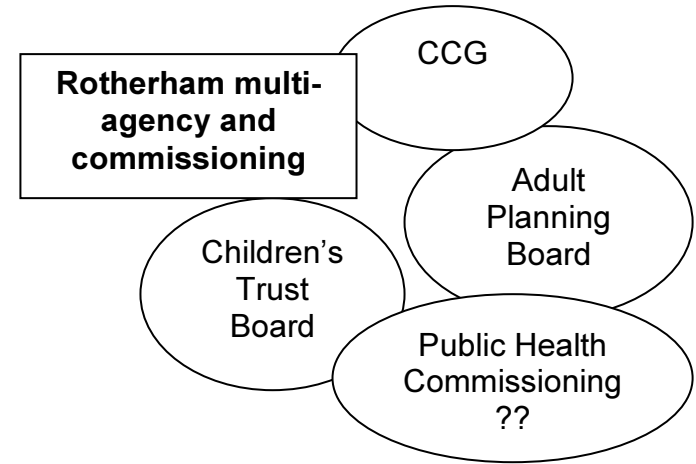 CCG
Rotherham multi-
agency and
commissioning
Adult
Planning
Board
Children’s
Trust
Board
Public Health
Commissioning
??